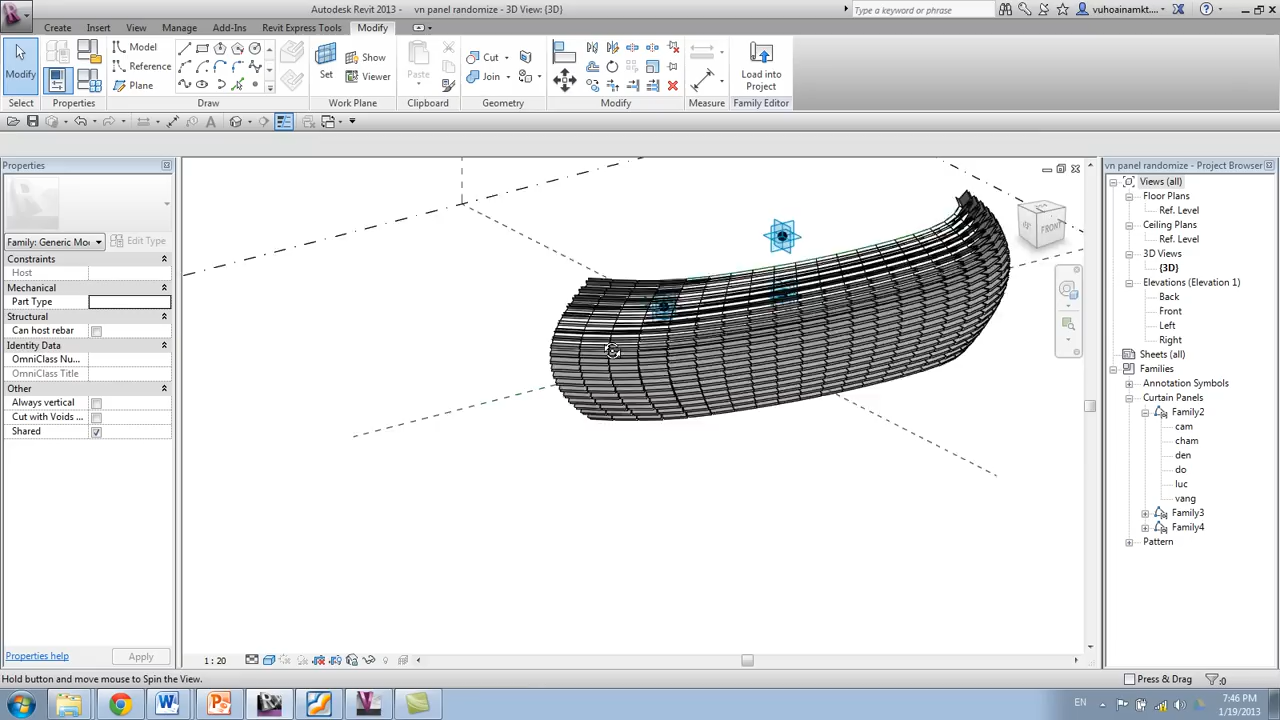 Autodesk Revit 2013 - vn panel randomize - 3D View: {3D}
Type a keyword or phrase
vuhoainamkt...
Create Insert View Manage Add-Ins Revit Express Tools Modify
Modify
Model
Reference
Plane
Set
Show
Viewer
Paste
Cut
Join
Load into
Project
Select Properties Draw Work Plane Clipboard Geometry Modify Measure Family Editor
Properties
Family: Generic Mo
Edit Type
Constraints
Host
Mechanical
Part Type
Structural
Can host rebar
Identity Data
OmniClass Nu...
OmniClass Title
Other
Always vertical
Cut with Voids ...
Shared
Properties help
Apply
FRONT
1 : 20
vn panel randomize - Project Browser
Views (all)
Floor Plans
Ref. Level
Ceiling Plans
Ref. Level
3D Views
{3D}
Elevations (Elevation 1)
Back
Front
Left
Right
Sheets (all)
Families
Annotation Symbols
Curtain Panels
Family2
cam
cham
den
do
luc
vang
Family3
Family4
Pattern
Hold button and move mouse to Spin the View.
Press & Drag
:0
EN
7:46 PM
1/19/2013